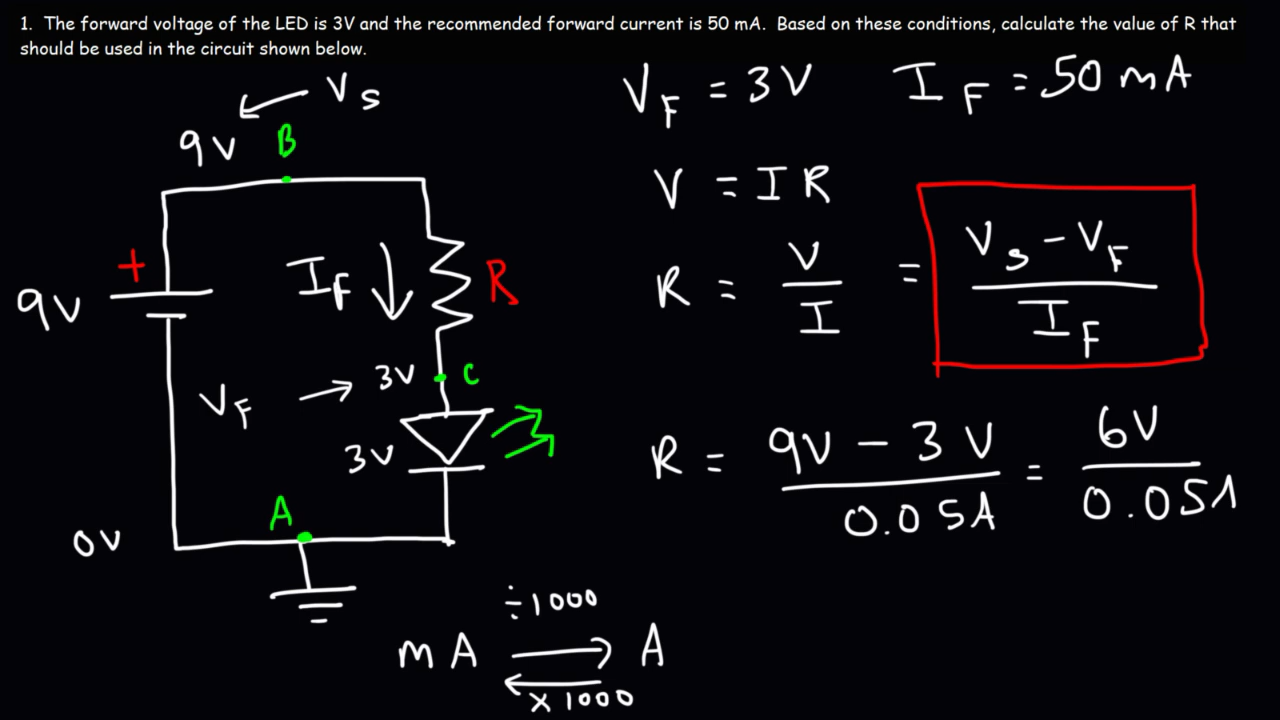 1. The forward voltage of the LED is 3V and the recommended forward current is 50 mA. Based on these conditions, calculate the value of R that
should be used in the circuit shown below.
Vs
9V B
+
9V
IF
R
VF → 3V C
3V
A
0V
÷1000
mA → A
← x1000
VF = 3V IF = 50 mA
V = IR
R = V/I = (Vs - VF)/IF
R = (9V - 3V)/0.05A = 6V/0.05A